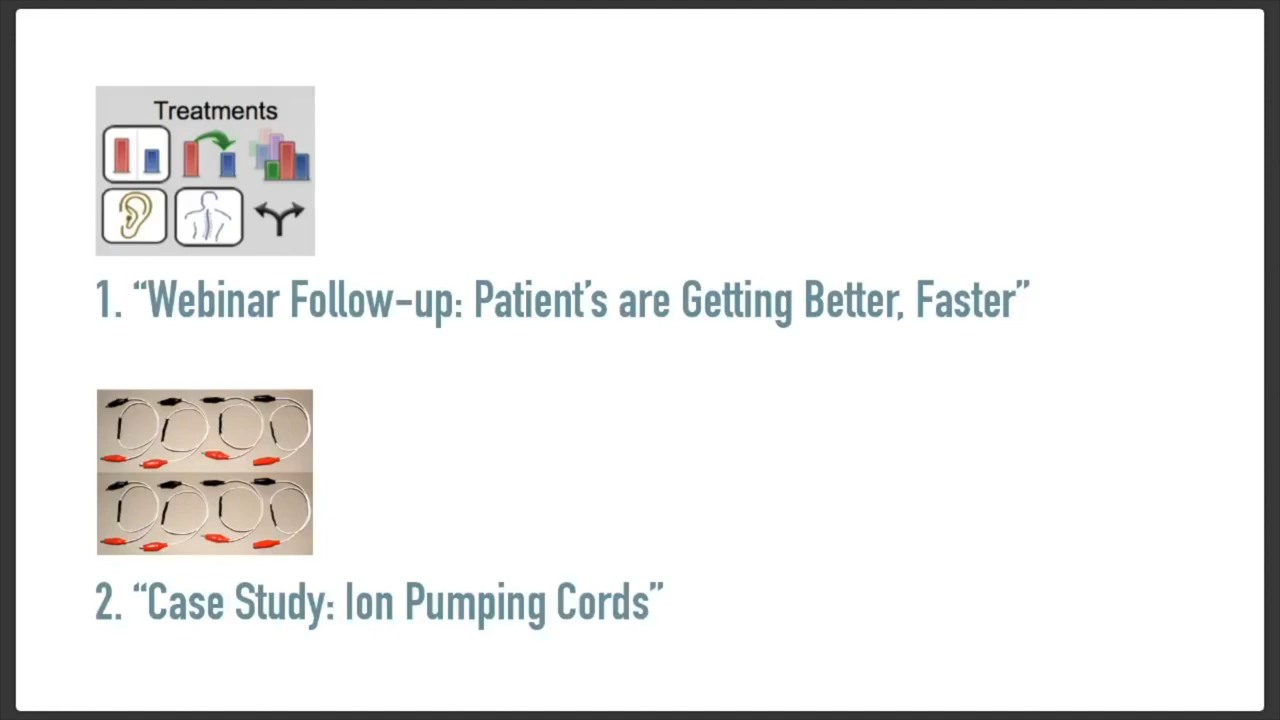 Treatments
1. “Webinar Follow-up: Patient’s are Getting Better, Faster”
2. “Case Study: Ion Pumping Cords”